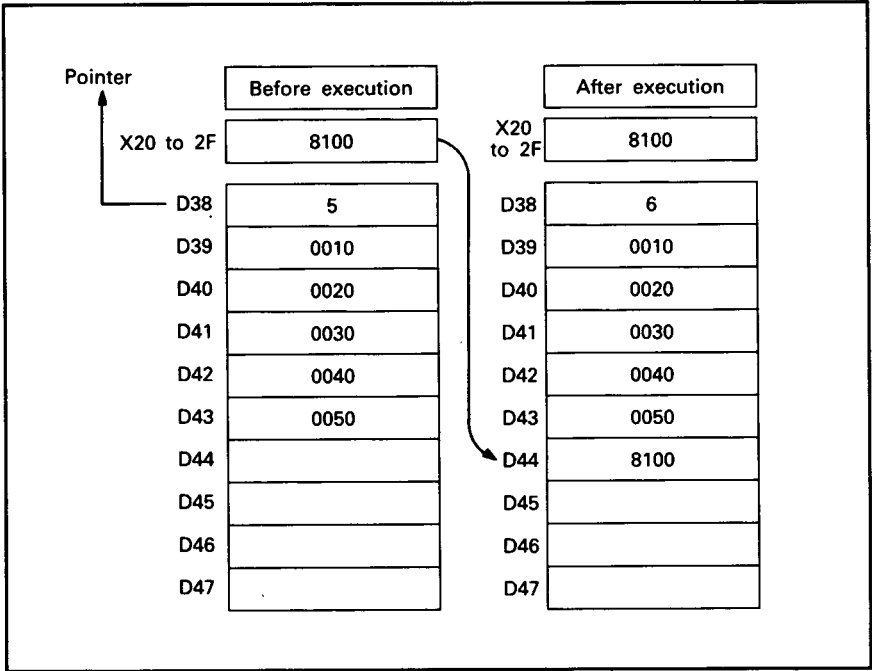 Pointer
Before execution
After execution
X20 to 2F
8100
X20
to 2F
8100
D38
5
D38
6
D39
0010
D39
0010
D40
0020
D40
0020
D41
0030
D41
0030
D42
0040
D42
0040
D43
0050
D43
0050
D44
D44
8100
D45
D45
D46
D46
D47
D47